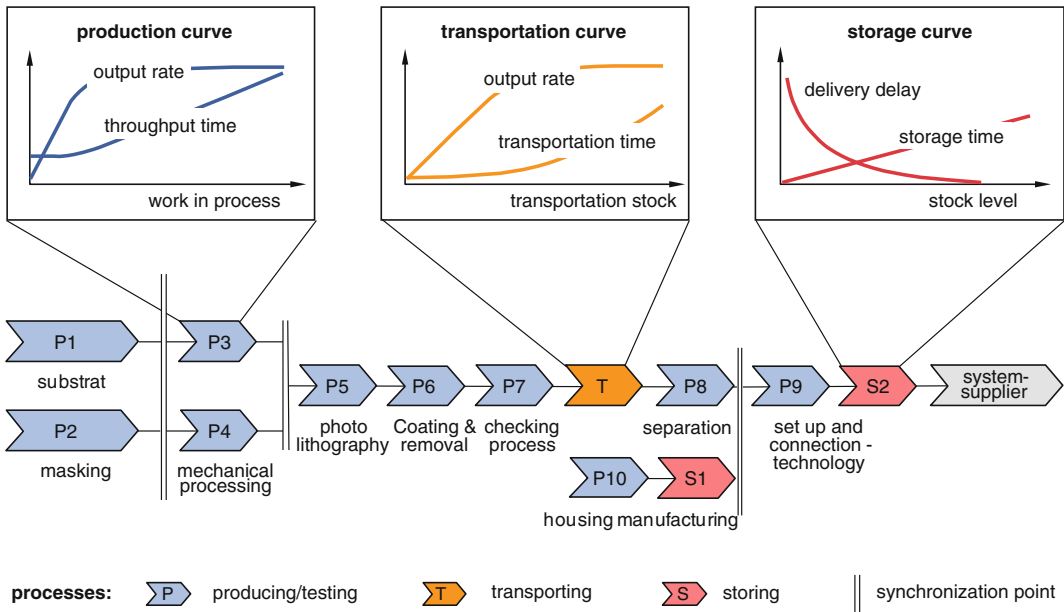 production curve
output rate
throughput time
work in process
transportation curve
output rate
transportation time
transportation stock
storage curve
delivery delay
storage time
stock level
P1
substrat
P3
P2
masking
P4
mechanical
processing
P5
photo
lithography
P6
Coating &
removal
P7
checking
process
T
P8
separation
P10
S1
housing manufacturing
P9
set up and
connection -
technology
S2
system-
supplier
processes:
P
producing/testing
T
transporting
S
storing
synchronization point